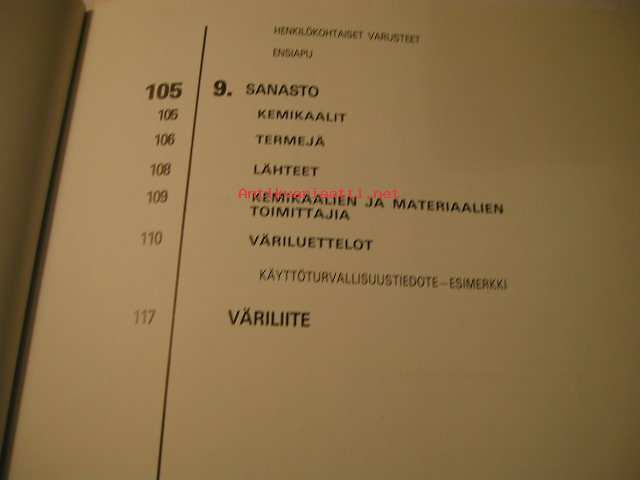 HENKILÖKOHTAISET VARUSTEET
ENSIAPU
105 9. SANASTO
105 KEMIKAALIT
106 TERMEJÄ
108 LÄHTEET
Antikvariaatti.net
109 KEMIKAALIEN JA MATERIAALIEN
TOIMITTAJIA
110 VÄRILUETTELOT
KÄYTTÖTURVALLISUUSTIEDOTE–ESIMERKKI
117 VÄRILIITE